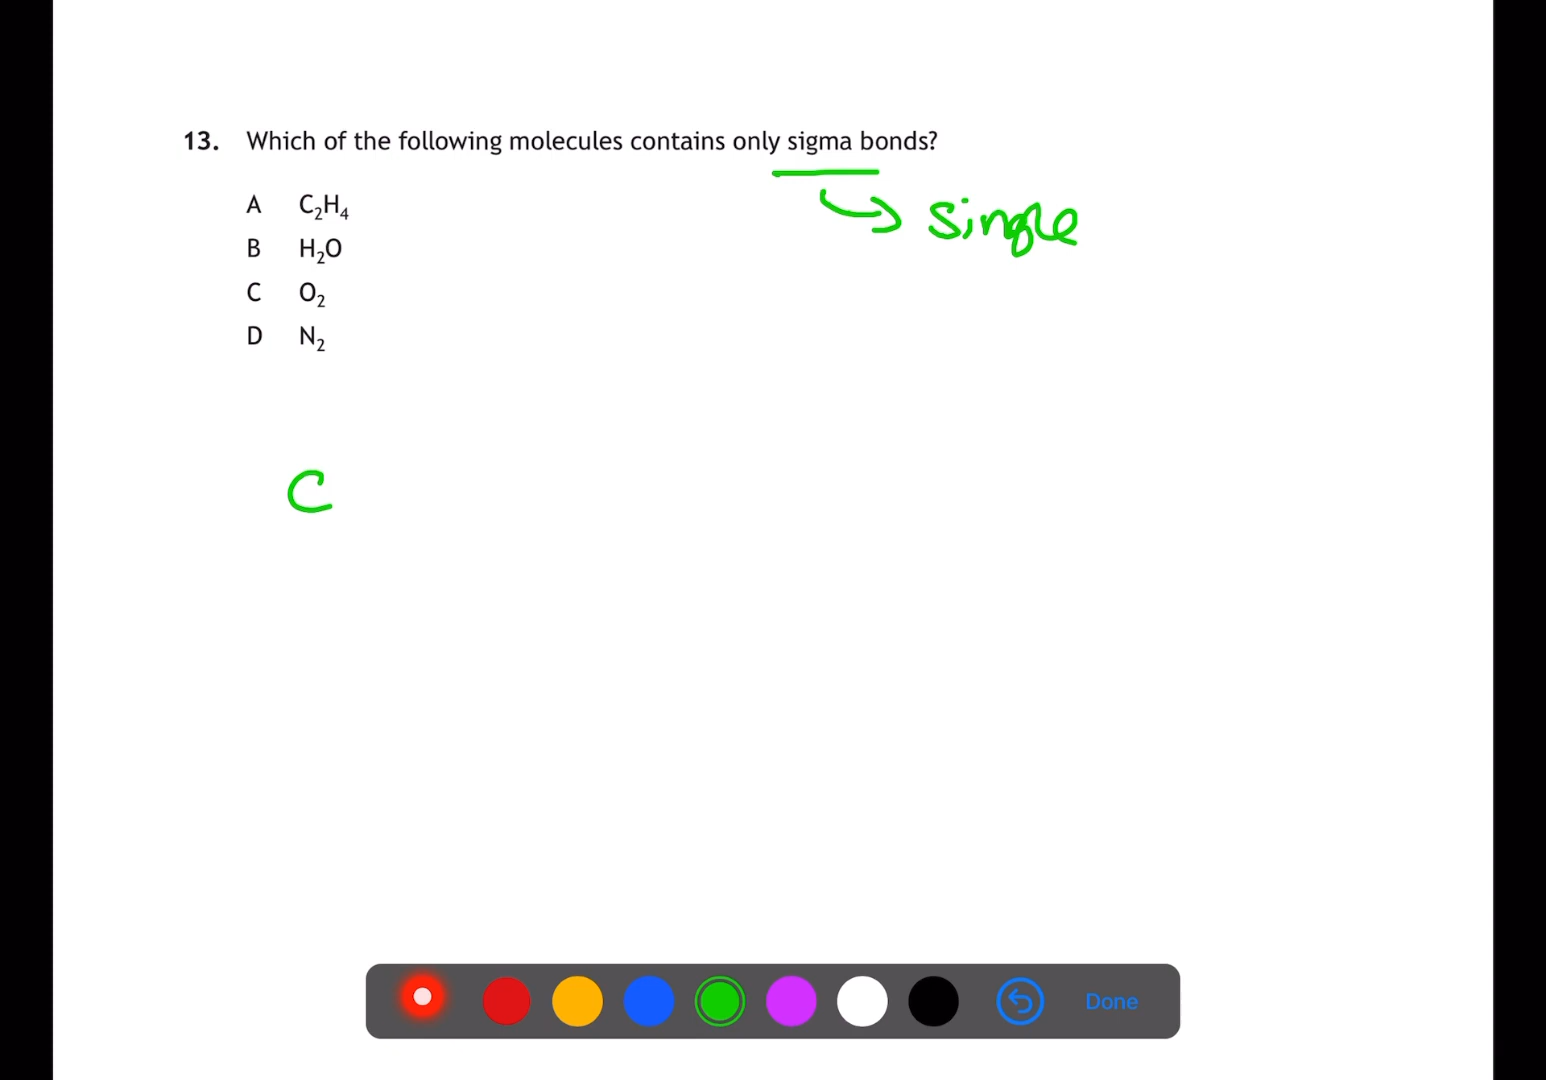 13. Which of the following molecules contains only sigma bonds?
A C₂H₄
single
B H₂O
C O₂
D N₂
C
Done